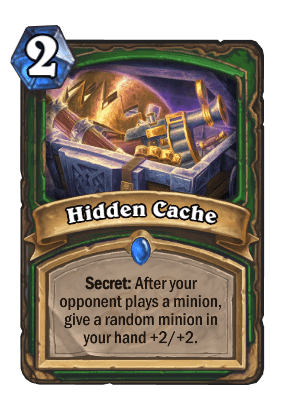 2
Hidden Cache
Secret: After your
opponent plays a minion,
give a random minion in
your hand +2/+2.